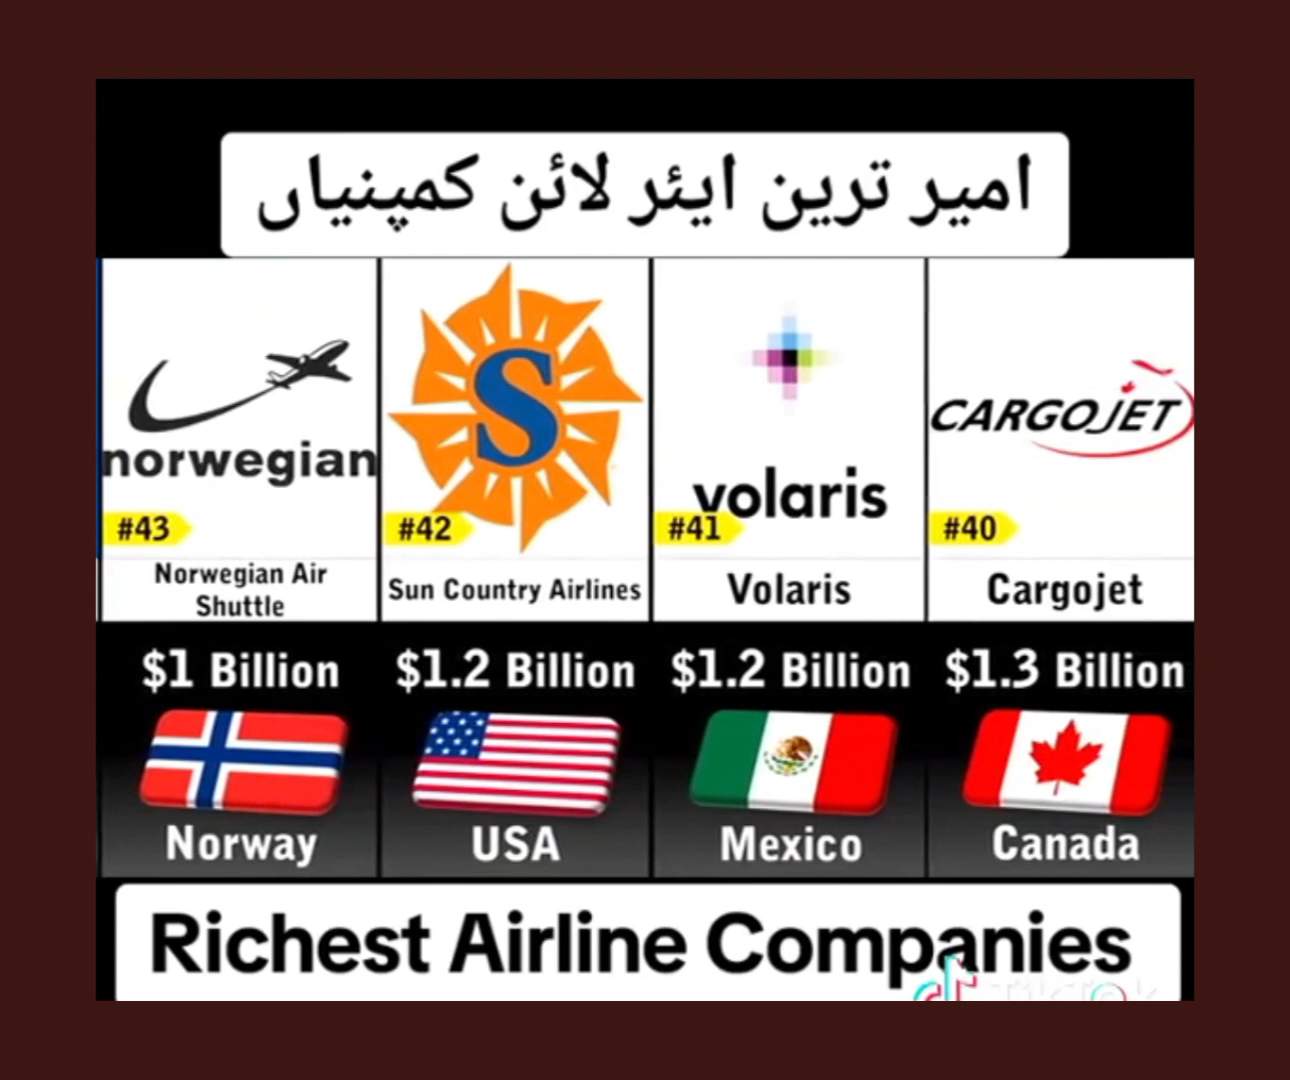 امیر ترین ایئر لائن کمپنیاں
norwegian
#43
Norwegian Air
Shuttle
$1 Billion
Norway
S
#42
Sun Country Airlines
$1.2 Billion
USA
volaris
#41
Volaris
$1.2 Billion
Mexico
CARGOJET
#40
Cargojet
$1.3 Billion
Canada
Richest Airline Companies
TikTok